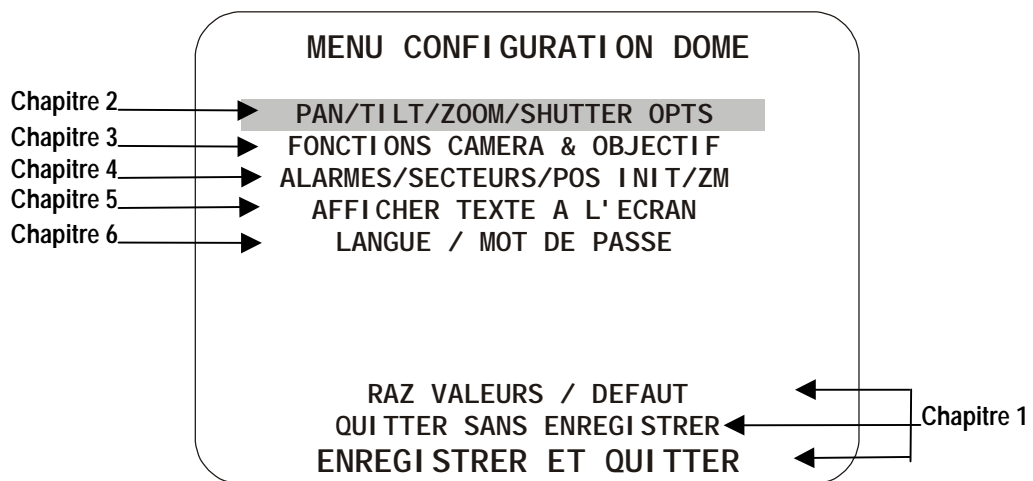 MENU CONFIGURATION DOME
Chapitre 2
PAN/TILT/ZOOM/SHUTTER OPTS
Chapitre 3
FONCTIONS CAMERA & OBJECTIF
Chapitre 4
ALARMES/SECTEURS/POS INIT/ZM
Chapitre 5
AFFICHER TEXTE A L'ECRAN
Chapitre 6
LANGUE / MOT DE PASSE
RAZ VALEURS / DEFAUT
QUITTER SANS ENREGISTRER
Chapitre 1
ENREGISTRER ET QUITTER